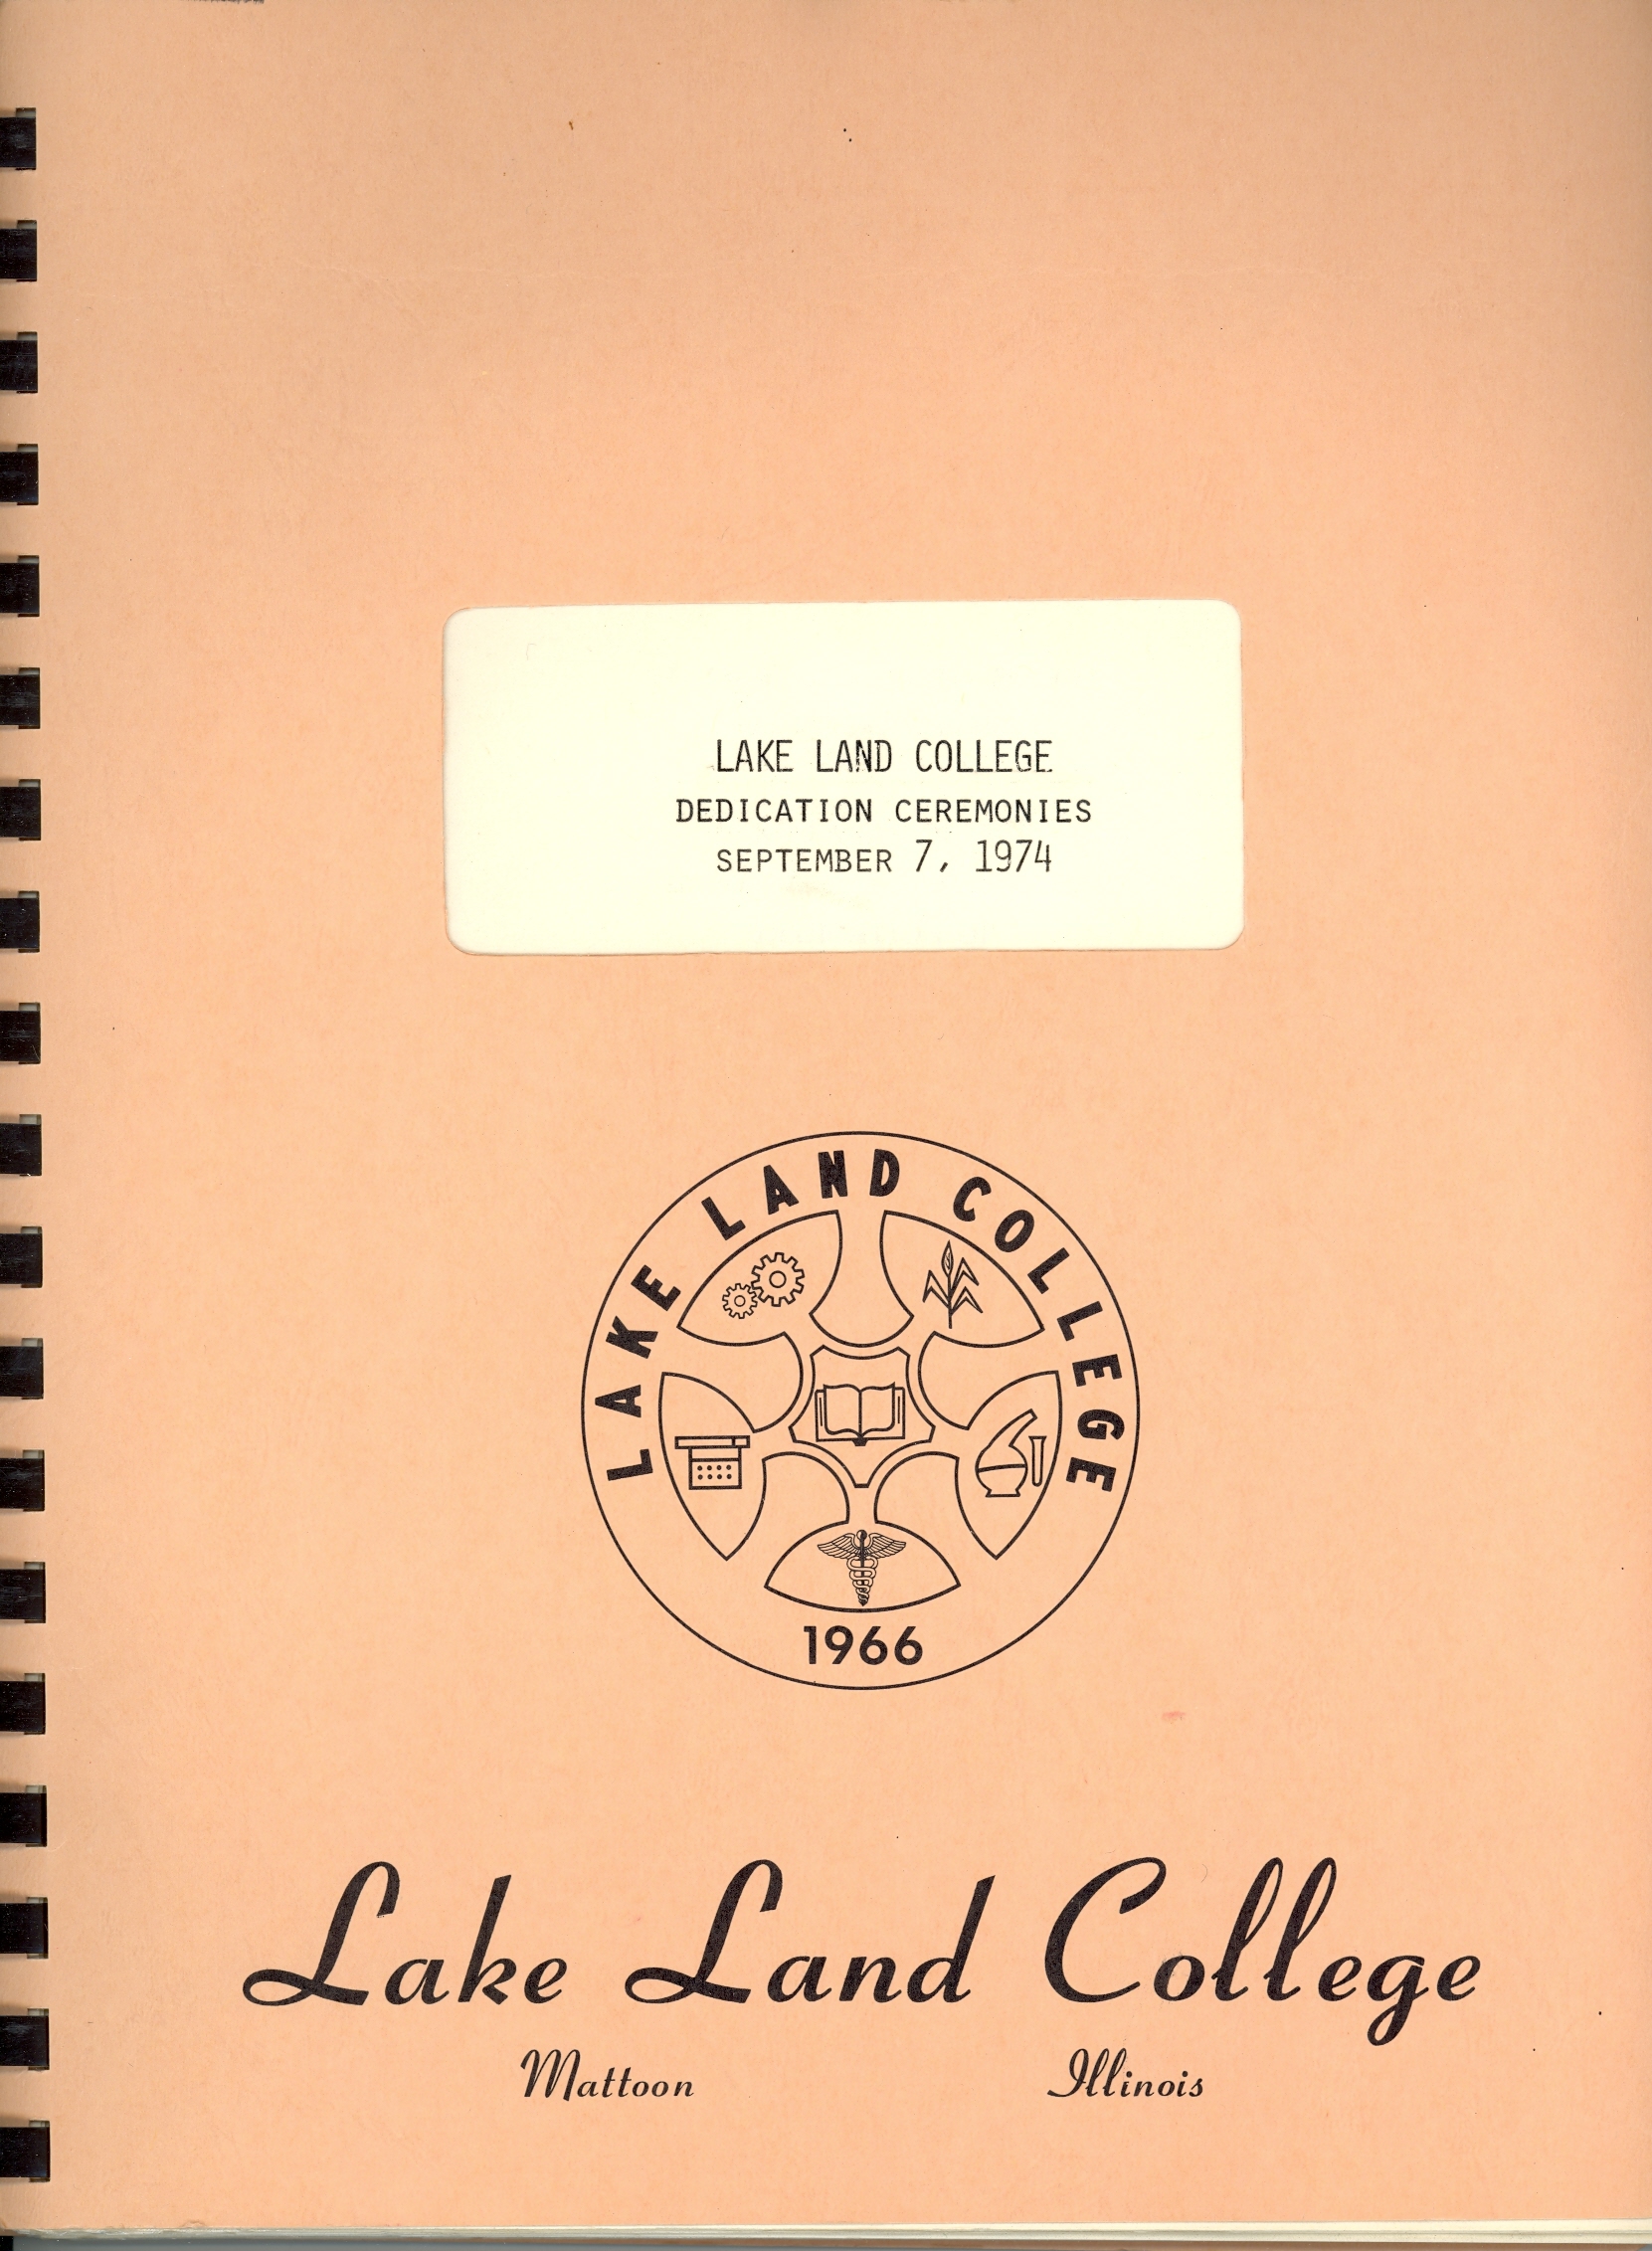 LAKE LAND COLLEGE
DEDICATION CEREMONIES
SEPTEMBER 7, 1974
LAKE LAND COLLEGE
1966
Lake Land College
Mattoon Illinois